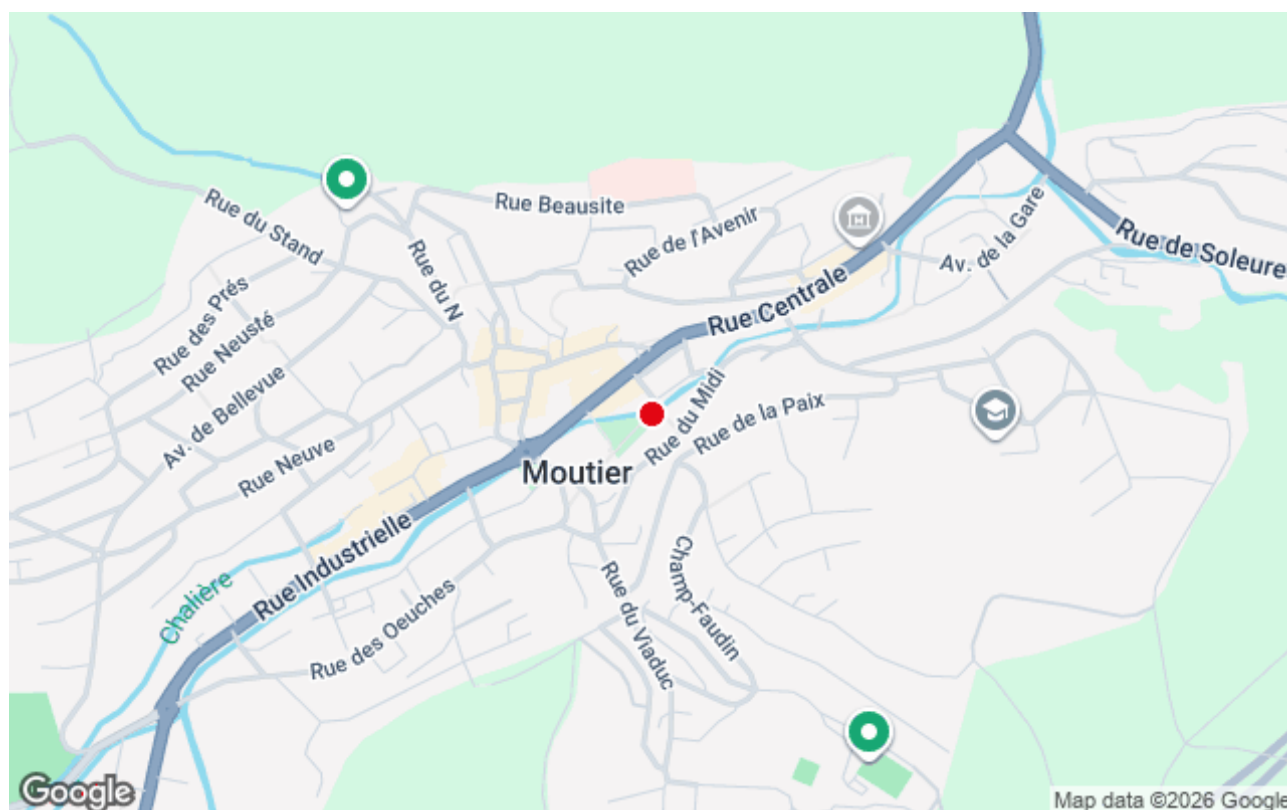 Rue Beausite
Rue du Stand
Rue de l'Avenir
Rue du N
Av. de la Gare
Rue de Soleure
Rue des Prés
Rue Neusté
Rue Centrale
Av. de Bellevue
Rue du Midi
Rue de la Paix
Rue Neuve
Moutier
Rue Industrielle
Chalière
Champ-Faudin
Rue du Viaduc
Rue des Oeuches
Google
Map data ©2026 Google